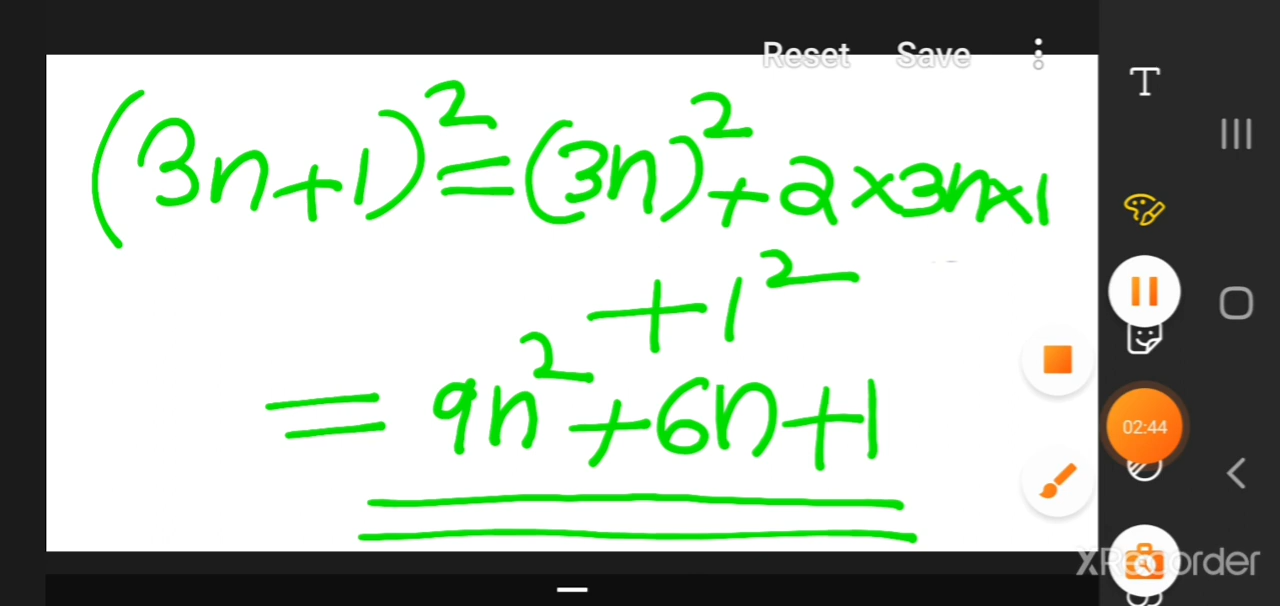 Reset Save
(3n+1)² = (3n)² + 2×3n×1
+1²
= 9n² + 6n + 1
T
02:44
XRecorder